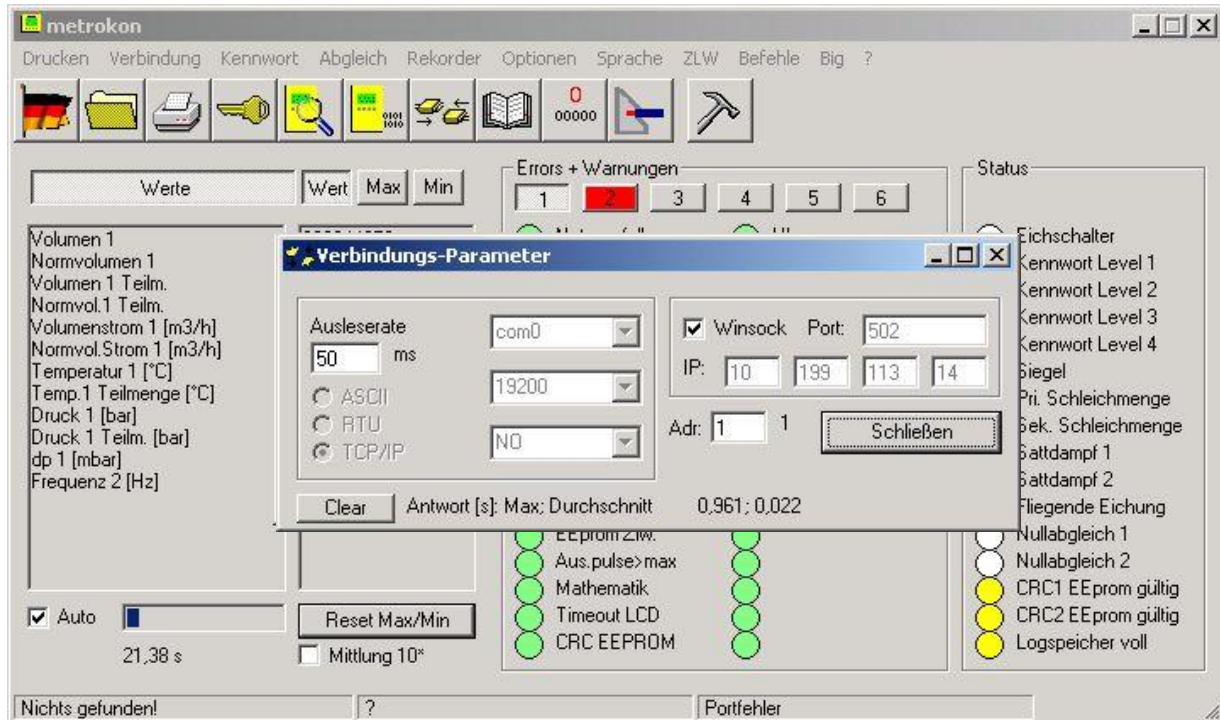 metrokon
Drucken Verbindung Kennwort Abgleich Rekorder Optionen Sprache ZLW Befehle Big ?
0
00000
Werte
Wert Max Min
Errors + Warnungen
1 2 3 4 5 6
Status
Volumen 1
Normvolumen 1
Volumen 1 Teilm.
Normvol.1 Teilm.
Volumenstrom 1 [m3/h]
Normvol.Strom 1 [m3/h]
Temperatur 1 [°C]
Temp.1 Teilmenge [°C]
Druck 1 [bar]
Druck 1 Teilm. [bar]
dp 1 [mbar]
Frequenz 2 [Hz]
Verbindungs-Parameter
Ausleserate
50 ms
ASCII
RTU
TCP/IP
com0
19200
NO
Winsock Port: 502
IP: 10 199 113 14
Adr: 1 1
Schließen
Clear Antwort [s]: Max; Durchschnitt 0,961; 0,022
EEprom Zlw.
Aus.pulse>max
Mathematik
Timeout LCD
CRC EEPROM
Eichschalter
Kennwort Level 1
Kennwort Level 2
Kennwort Level 3
Kennwort Level 4
Siegel
Pri. Schleichmenge
Sek. Schleichmenge
Sattdampf 1
Sattdampf 2
Fliegende Eichung
Nullabgleich 1
Nullabgleich 2
CRC1 EEprom gültig
CRC2 EEprom gültig
Logspeicher voll
Auto
21,38 s
Reset Max/Min
Mittlung 10*
Nichts gefunden! ? Portfehler